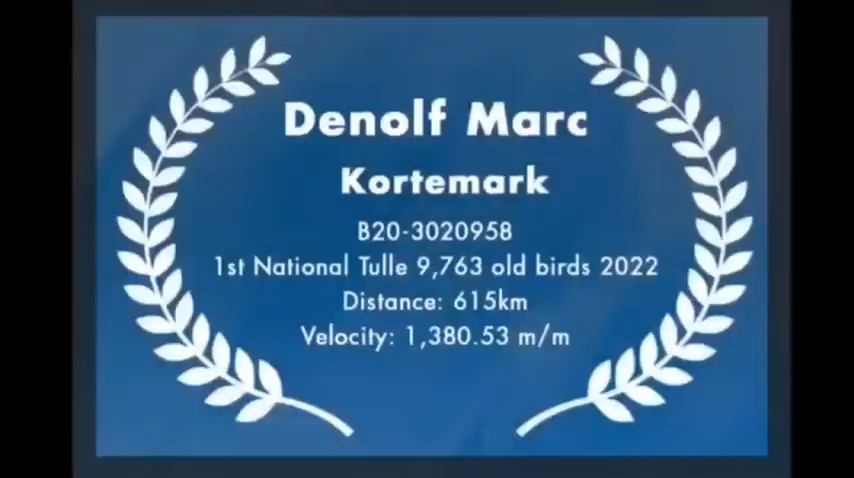 Denolf Marc
Kortemark
B20-3020958
1st National Tulle 9,763 old birds 2022
Distance: 615km
Velocity: 1,380.53 m/m